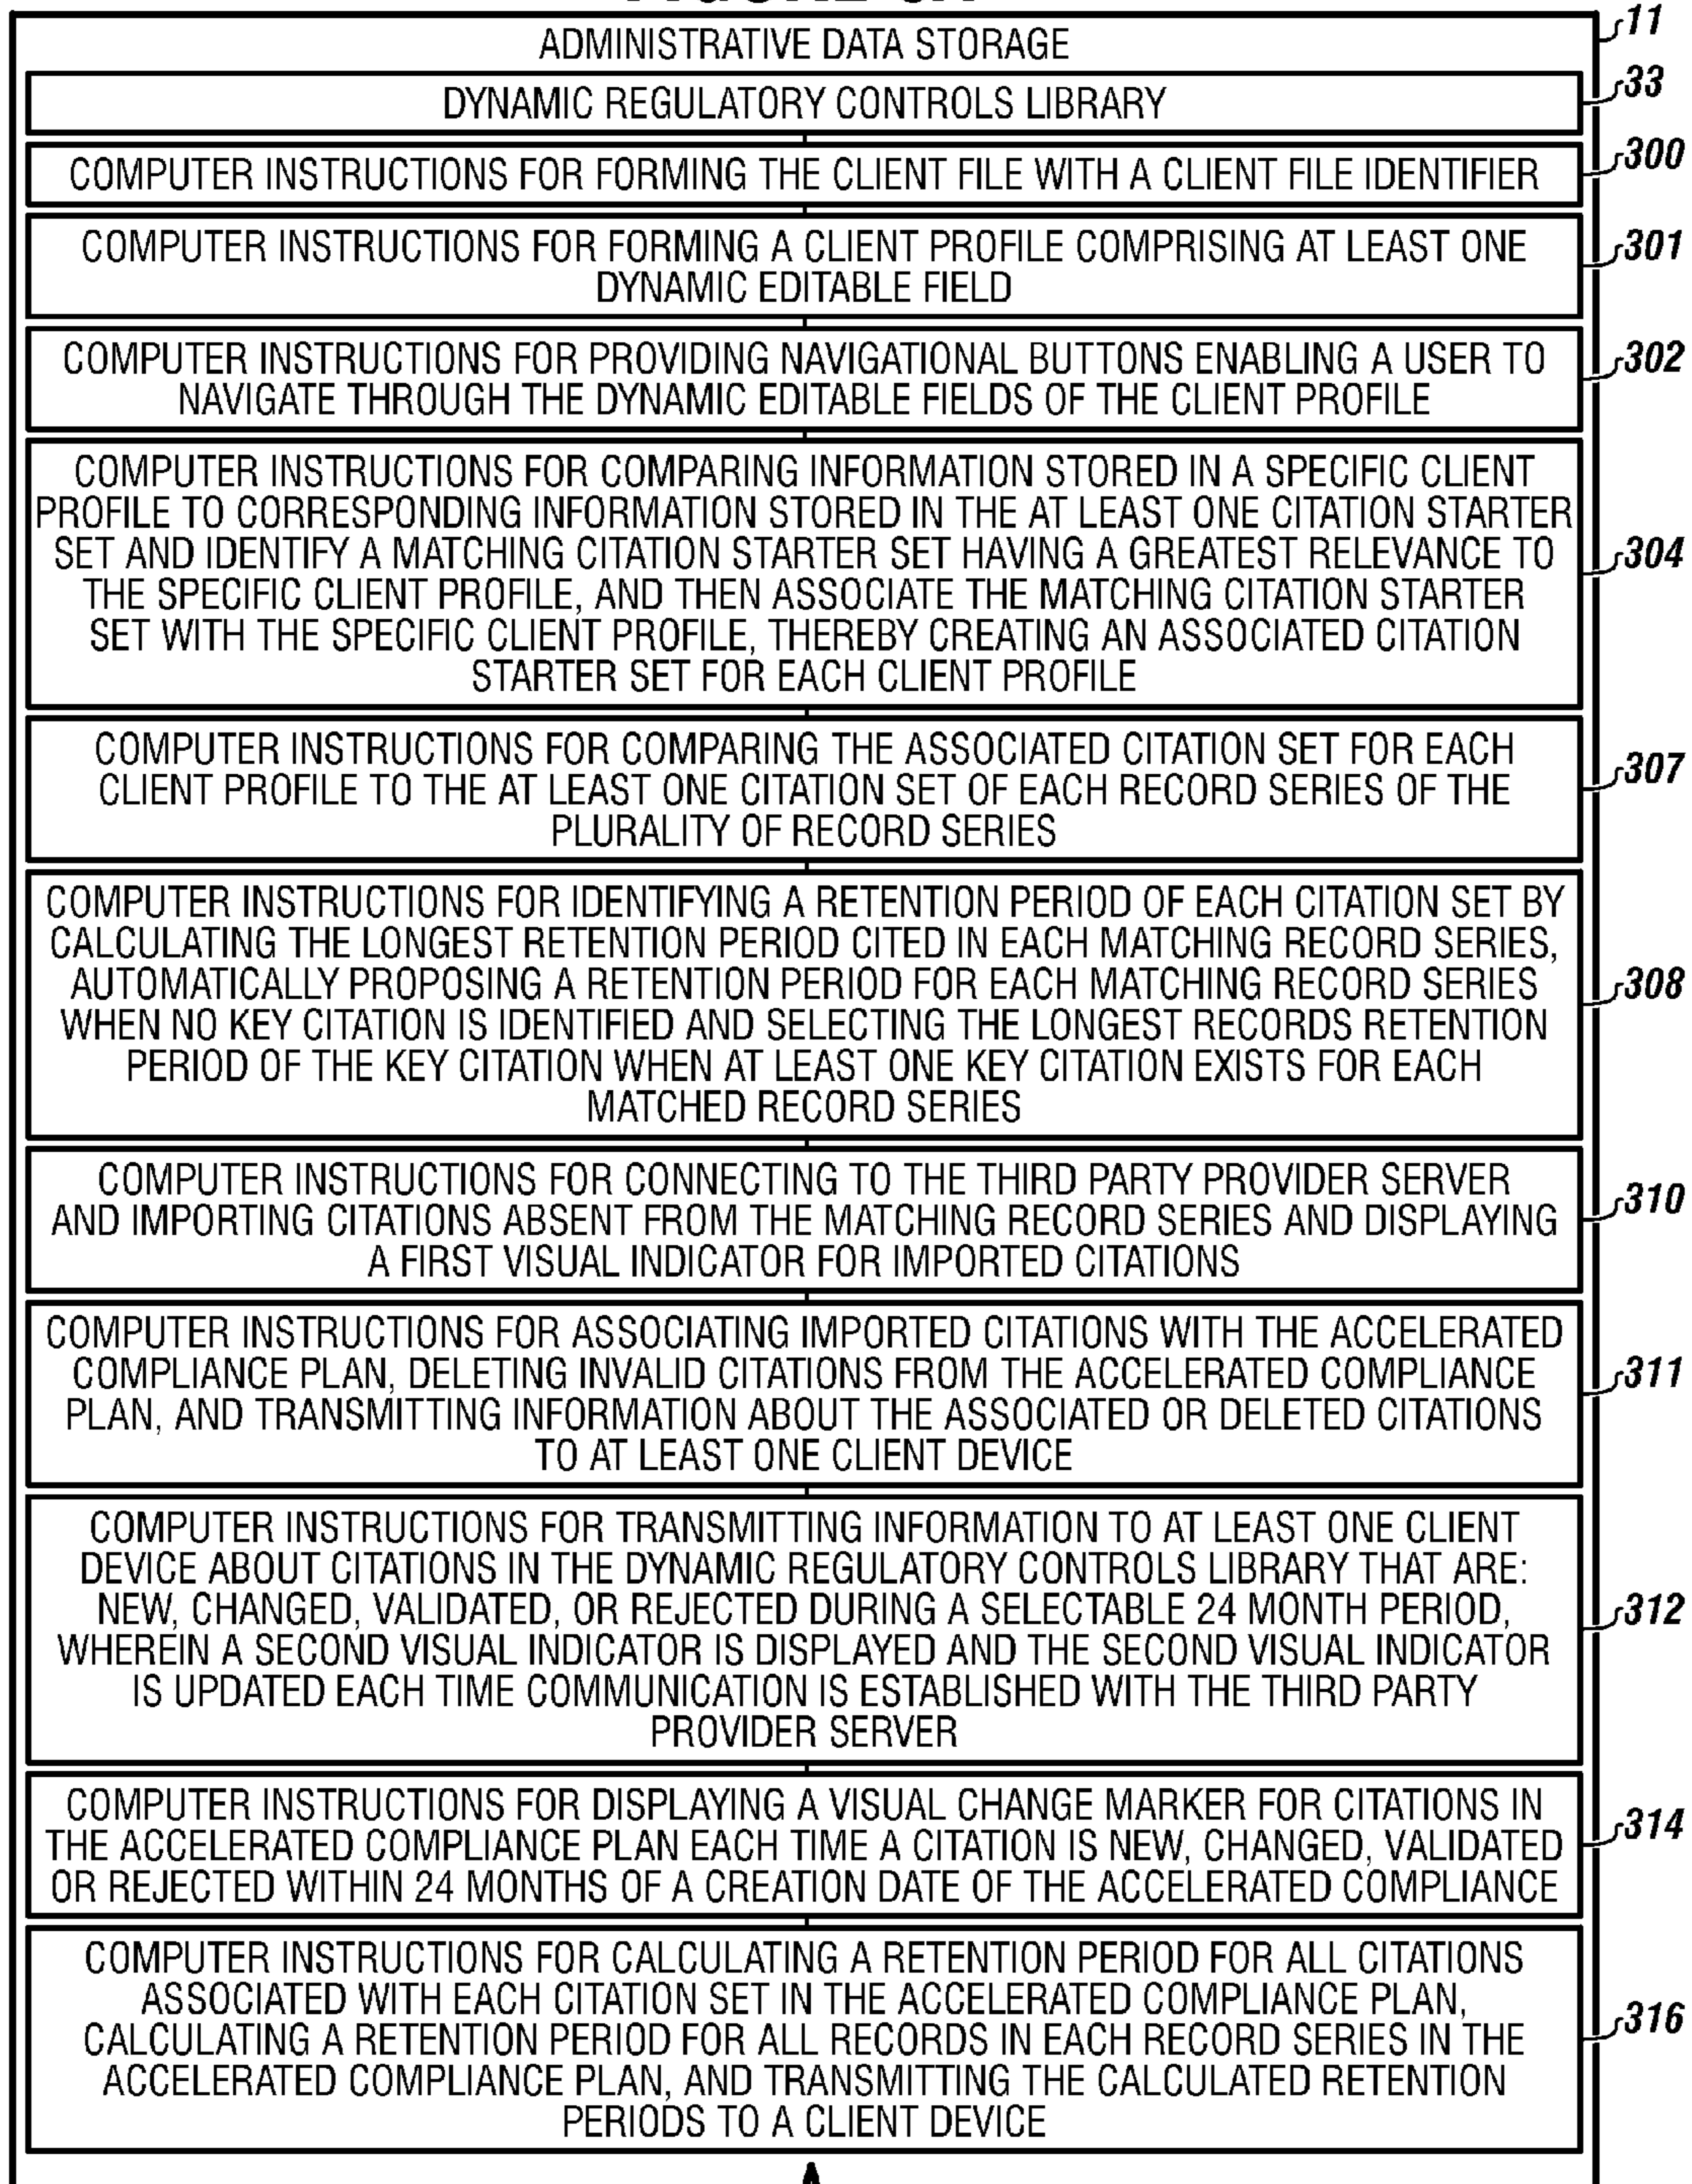 ADMINISTRATIVE DATA STORAGE
11
DYNAMIC REGULATORY CONTROLS LIBRARY
33
COMPUTER INSTRUCTIONS FOR FORMING THE CLIENT FILE WITH A CLIENT FILE IDENTIFIER
300
COMPUTER INSTRUCTIONS FOR FORMING A CLIENT PROFILE COMPRISING AT LEAST ONE
DYNAMIC EDITABLE FIELD
301
COMPUTER INSTRUCTIONS FOR PROVIDING NAVIGATIONAL BUTTONS ENABLING A USER TO
NAVIGATE THROUGH THE DYNAMIC EDITABLE FIELDS OF THE CLIENT PROFILE
302
COMPUTER INSTRUCTIONS FOR COMPARING INFORMATION STORED IN A SPECIFIC CLIENT
PROFILE TO CORRESPONDING INFORMATION STORED IN THE AT LEAST ONE CITATION STARTER
SET AND IDENTIFY A MATCHING CITATION STARTER SET HAVING A GREATEST RELEVANCE TO
THE SPECIFIC CLIENT PROFILE, AND THEN ASSOCIATE THE MATCHING CITATION STARTER
SET WITH THE SPECIFIC CLIENT PROFILE, THEREBY CREATING AN ASSOCIATED CITATION
STARTER SET FOR EACH CLIENT PROFILE
304
COMPUTER INSTRUCTIONS FOR COMPARING THE ASSOCIATED CITATION SET FOR EACH
CLIENT PROFILE TO THE AT LEAST ONE CITATION SET OF EACH RECORD SERIES OF THE
PLURALITY OF RECORD SERIES
307
COMPUTER INSTRUCTIONS FOR IDENTIFYING A RETENTION PERIOD OF EACH CITATION SET BY
CALCULATING THE LONGEST RETENTION PERIOD CITED IN EACH MATCHING RECORD SERIES,
AUTOMATICALLY PROPOSING A RETENTION PERIOD FOR EACH MATCHING RECORD SERIES
WHEN NO KEY CITATION IS IDENTIFIED AND SELECTING THE LONGEST RECORDS RETENTION
PERIOD OF THE KEY CITATION WHEN AT LEAST ONE KEY CITATION EXISTS FOR EACH
MATCHED RECORD SERIES
308
COMPUTER INSTRUCTIONS FOR CONNECTING TO THE THIRD PARTY PROVIDER SERVER
AND IMPORTING CITATIONS ABSENT FROM THE MATCHING RECORD SERIES AND DISPLAYING
A FIRST VISUAL INDICATOR FOR IMPORTED CITATIONS
310
COMPUTER INSTRUCTIONS FOR ASSOCIATING IMPORTED CITATIONS WITH THE ACCELERATED
COMPLIANCE PLAN, DELETING INVALID CITATIONS FROM THE ACCELERATED COMPLIANCE
PLAN, AND TRANSMITTING INFORMATION ABOUT THE ASSOCIATED OR DELETED CITATIONS
TO AT LEAST ONE CLIENT DEVICE
311
COMPUTER INSTRUCTIONS FOR TRANSMITTING INFORMATION TO AT LEAST ONE CLIENT
DEVICE ABOUT CITATIONS IN THE DYNAMIC REGULATORY CONTROLS LIBRARY THAT ARE:
NEW, CHANGED, VALIDATED, OR REJECTED DURING A SELECTABLE 24 MONTH PERIOD,
WHEREIN A SECOND VISUAL INDICATOR IS DISPLAYED AND THE SECOND VISUAL INDICATOR
IS UPDATED EACH TIME COMMUNICATION IS ESTABLISHED WITH THE THIRD PARTY
PROVIDER SERVER
312
COMPUTER INSTRUCTIONS FOR DISPLAYING A VISUAL CHANGE MARKER FOR CITATIONS IN
THE ACCELERATED COMPLIANCE PLAN EACH TIME A CITATION IS NEW, CHANGED, VALIDATED
OR REJECTED WITHIN 24 MONTHS OF A CREATION DATE OF THE ACCELERATED COMPLIANCE
314
COMPUTER INSTRUCTIONS FOR CALCULATING A RETENTION PERIOD FOR ALL CITATIONS
ASSOCIATED WITH EACH CITATION SET IN THE ACCELERATED COMPLIANCE PLAN,
CALCULATING A RETENTION PERIOD FOR ALL RECORDS IN EACH RECORD SERIES IN THE
ACCELERATED COMPLIANCE PLAN, AND TRANSMITTING THE CALCULATED RETENTION
PERIODS TO A CLIENT DEVICE
316